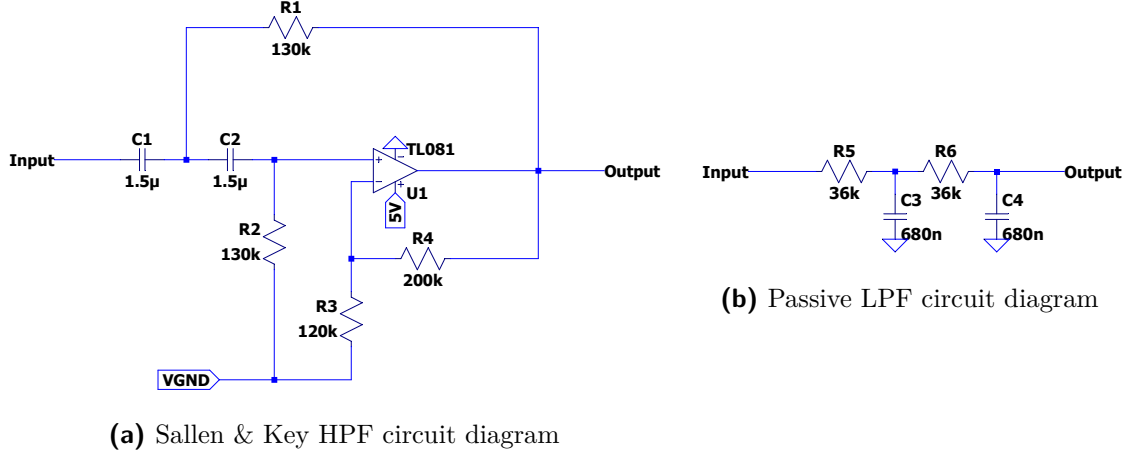 R1
130k
C1
C2
TL081
Input
1.5µ
1.5µ
+
−
−
+
U1
5V
Output
R2
130k
R4
200k
R3
120k
VGND
(a) Sallen & Key HPF circuit diagram
R5
R6
Input
Output
36k
36k
C3
C4
680n
680n
(b) Passive LPF circuit diagram